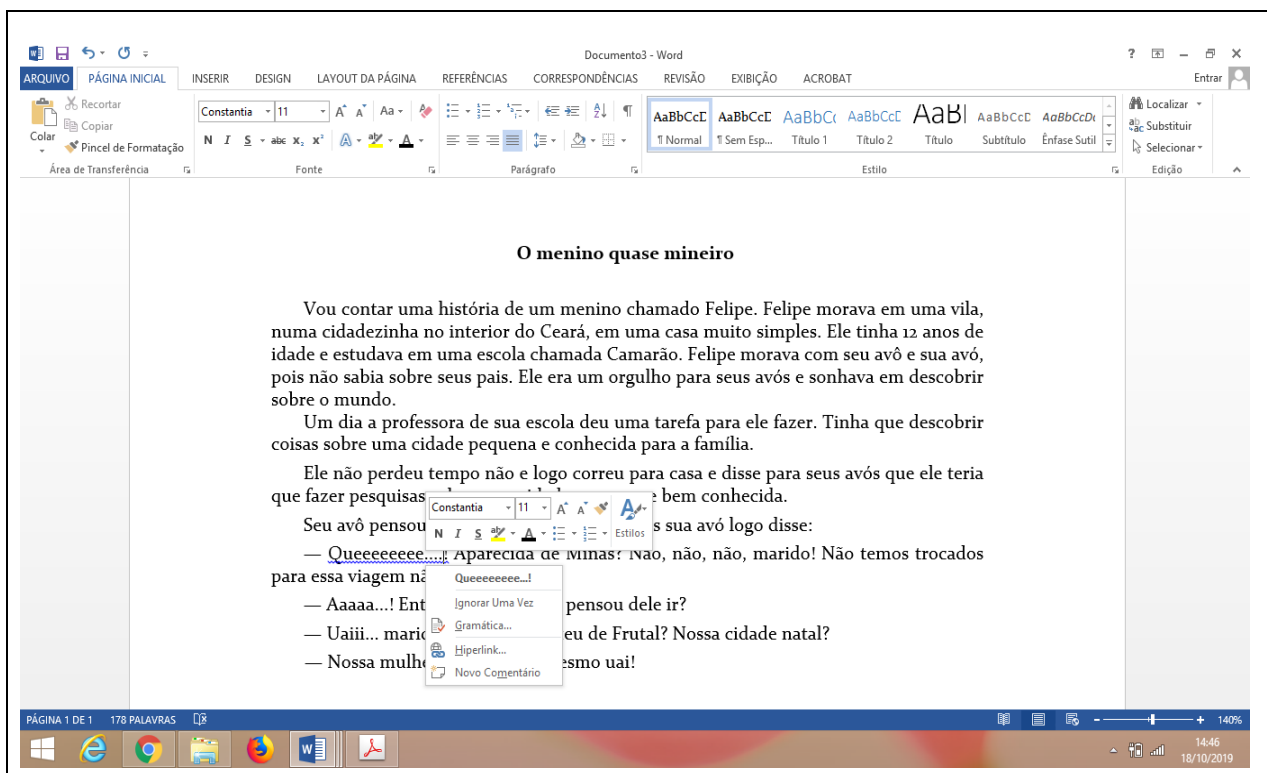 Documento3 - Word
?
ARQUIVO PÁGINA INICIAL INSERIR DESIGN LAYOUT DA PÁGINA REFERÊNCIAS CORRESPONDÊNCIAS REVISÃO EXIBIÇÃO ACROBAT Entrar
Colar
Recortar
Copiar
Pincel de Formatação
Área de Transferência
Constantia 11 A A Aa
N I S abc x₂ x² A aby A
Fonte
Parágrafo
AaBbCcD AaBbCcD AaBbC AaBbCcD AaB AaBbCcD AaBbCcD
¶ Normal ¶ Sem Esp... Título 1 Título 2 Título Subtítulo Ênfase Sutil
Estilo
Localizar
Substituir
Selecionar
Edição
O menino quase mineiro
Vou contar uma história de um menino chamado Felipe. Felipe morava em uma vila,
numa cidadezinha no interior do Ceará, em uma casa muito simples. Ele tinha 12 anos de
idade e estudava em uma escola chamada Camarão. Felipe morava com seu avô e sua avó,
pois não sabia sobre seus pais. Ele era um orgulho para seus avós e sonhava em descobrir
sobre o mundo.
Um dia a professora de sua escola deu uma tarefa para ele fazer. Tinha que descobrir
coisas sobre uma cidade pequena e conhecida para a família.
Ele não perdeu tempo não e logo correu para casa e disse para seus avós que ele teria
que fazer pesquisas e bem conhecida.
Seu avô pensou s sua avó logo disse:
— Queeeeeeee....! Aparecida de Minas? Não, não, não, marido! Não temos trocados
para essa viagem
— Aaaaa...! Ent pensou dele ir?
— Uaiii... mari eu de Frutal? Nossa cidade natal?
— Nossa mulhe esmo uai!
Constantia 11 A A
N I S aby A Estilos
Queeeeeeee...!
Ignorar Uma Vez
Gramática...
Hiperlink...
Novo Comentário
PÁGINA 1 DE 1 178 PALAVRAS 140%
14:46
18/10/2019